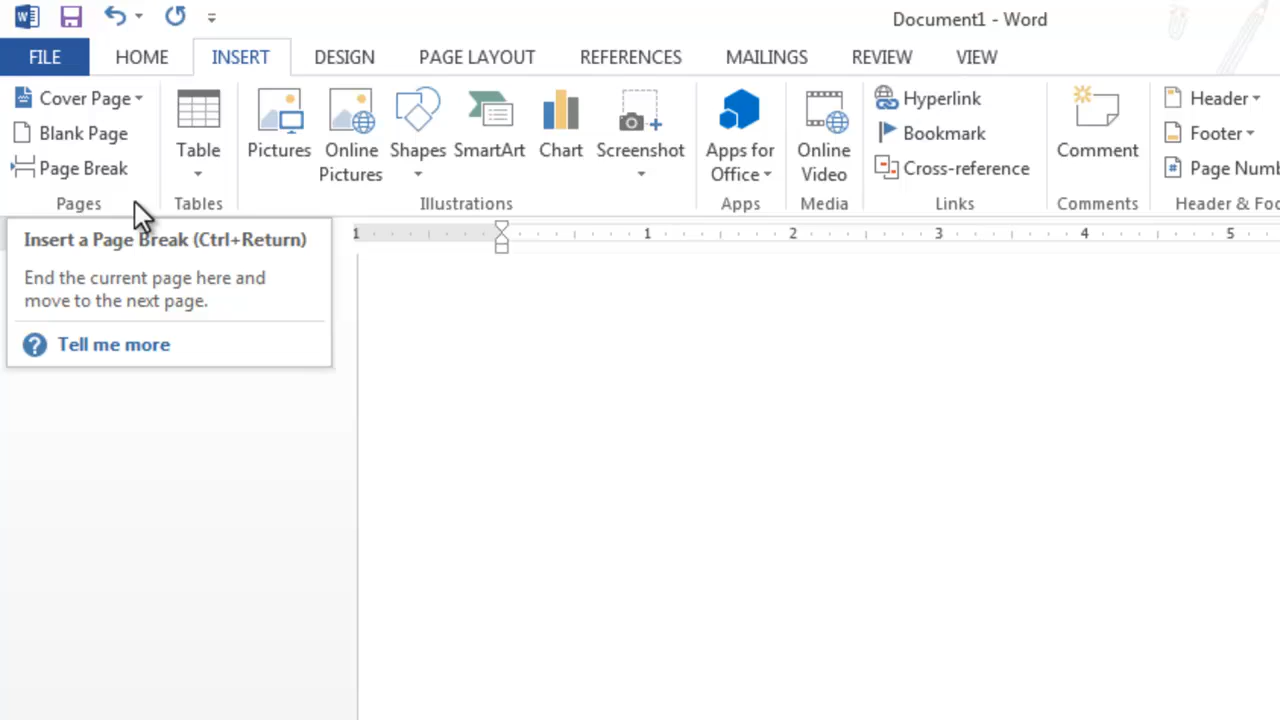 Document1 - Word
FILE HOME INSERT DESIGN PAGE LAYOUT REFERENCES MAILINGS REVIEW VIEW
Cover Page
Blank Page
Page Break
Pages
Table
Tables
Pictures
Online
Pictures
Shapes
SmartArt
Chart
Screenshot
Illustrations
Apps for
Office
Apps
Online
Video
Media
Hyperlink
Bookmark
Cross-reference
Links
Comment
Comments
Header
Footer
Page Numb
Header & Foo
Insert a Page Break (Ctrl+Return)
End the current page here and
move to the next page.
? Tell me more
1 1 2 3 4 5